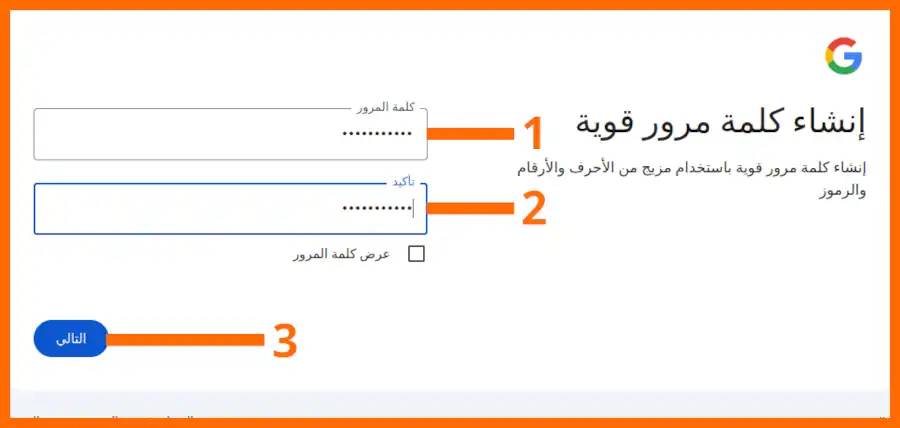 إنشاء كلمة مرور قوية
إنشاء كلمة مرور قوية باستخدام مزيج من الأحرف والأرقام
والرموز
كلمة المرور
•••••••••••
1
تأكيد
•••••••••••
2
عرض كلمة المرور
التالي
3